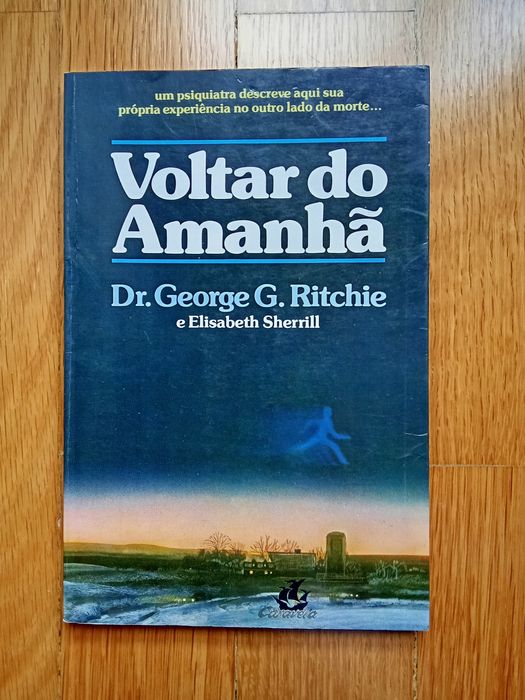 um psiquiatra descreve aqui sua
própria experiência no outro lado da morte...
Voltar do
Amanhã
Dr. George G. Ritchie
e Elisabeth Sherrill
Caravela